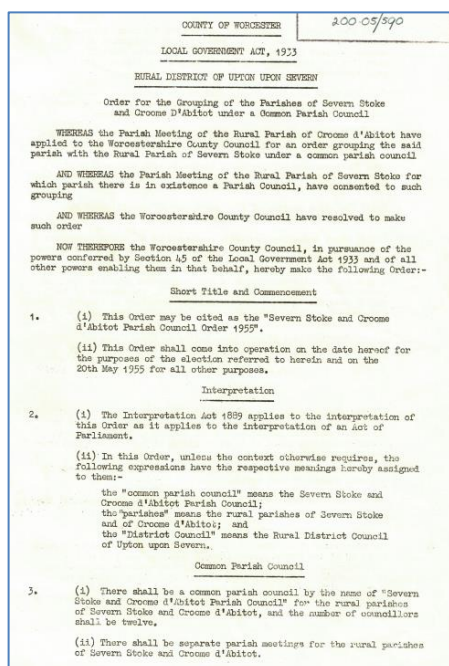 COUNTY OF WORCESTER
200.05/590
LOCAL GOVERNMENT ACT, 1933
RURAL DISTRICT OF UPTON UPON SEVERN
Order for the Grouping of the Parishes of Severn Stoke
and Croome D'Abitot under a Common Parish Council
WHEREAS the Parish Meeting of the Rural Parish of Croome d'Abitot have
applied to the Worcestershire County Council for an order grouping the said
parish with the Rural Parish of Severn Stoke under a common parish council
AND WHEREAS the Parish Meeting of the Rural Parish of Severn Stoke for
which parish there is in existence a Parish Council, have consented to such
grouping
AND WHEREAS the Worcestershire County Council have resolved to make
such order
NOW THEREFORE the Worcestershire County Council, in pursuance of the
powers conferred by Section 45 of the Local Government Act 1933 and of all
other powers enabling them in that behalf, hereby make the following Order:-
Short Title and Commencement
1. (i) This Order may be cited as the "Severn Stoke and Croome
d'Abitot Parish Council Order 1955".
(ii) This Order shall come into operation on the date hereof for
the purposes of the election referred to herein and on the
20th May 1955 for all other purposes.
Interpretation
2. (i) The Interpretation Act 1889 applies to the interpretation of
this Order as it applies to the interpretation of an Act of
Parliament.
(ii) In this Order, unless the context otherwise requires, the
following expressions have the respective meanings hereby assigned
to them:-
the "common parish council" means the Severn Stoke and
Croome d'Abitot Parish Council;
the "parishes" means the rural parishes of Severn Stoke
and of Croome d'Abitot; and
the "District Council" means the Rural District Council
of Upton upon Severn.
Common Parish Council
3. (i) There shall be a common parish council by the name of "Severn
Stoke and Croome d'Abitot Parish Council" for the rural parishes
of Severn Stoke and Croome d'Abitot, and the number of councillors
shall be twelve.
(ii) There shall be separate parish meetings for the rural parishes
of Severn Stoke and Croome d'Abitot.